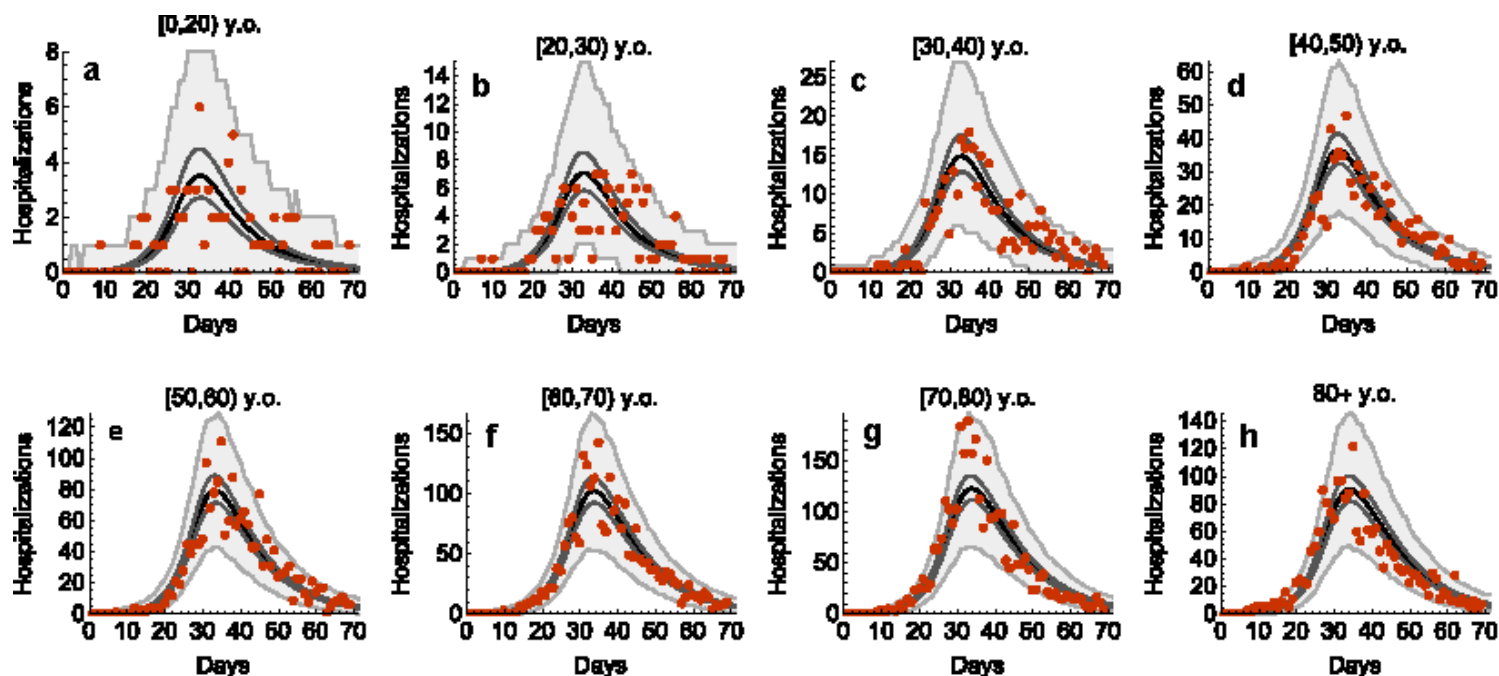 [0,20) y.o.
a
Hospitalizations
8
6
4
2
0
0 10 20 30 40 50 60 70
Days
[20,30) y.o.
b
Hospitalizations
14
12
10
8
6
4
2
0
0 10 20 30 40 50 60 70
Days
[30,40) y.o.
c
Hospitalizations
25
20
15
10
5
0
0 10 20 30 40 50 60 70
Days
[40,50) y.o.
d
Hospitalizations
60
50
40
30
20
10
0
0 10 20 30 40 50 60 70
Days
[50,60) y.o.
e
Hospitalizations
120
100
80
60
40
20
0
0 10 20 30 40 50 60 70
Days
[60,70) y.o.
f
Hospitalizations
150
100
50
0
0 10 20 30 40 50 60 70
Days
[70,80) y.o.
g
Hospitalizations
150
100
50
0
0 10 20 30 40 50 60 70
Days
80+ y.o.
h
Hospitalizations
140
120
100
80
60
40
20
0
0 10 20 30 40 50 60 70
Days